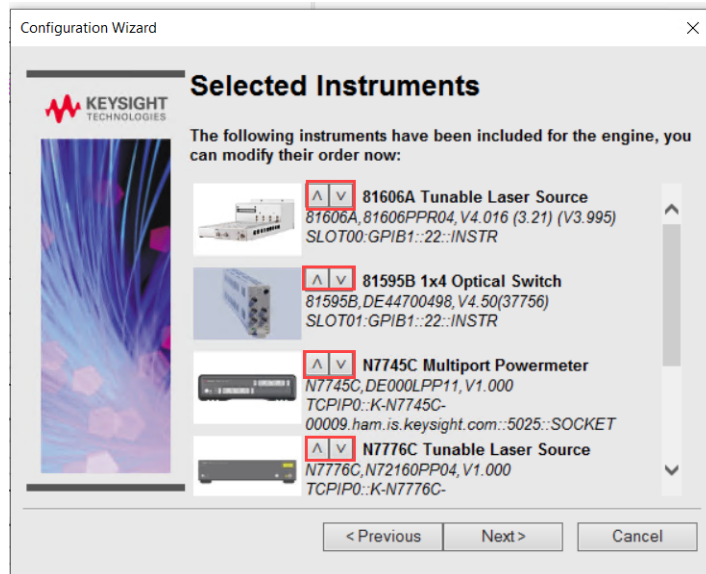 Configuration Wizard
KEYSIGHT
TECHNOLOGIES
Selected Instruments
The following instruments have been included for the engine, you
can modify their order now:
81606A Tunable Laser Source
81606A,81606PPR04,V4.016 (3.21) (V3.995)
SLOT00:GPIB1::22::INSTR
81595B 1x4 Optical Switch
81595B,DE44700498,V4.50(37756)
SLOT01:GPIB1::22::INSTR
N7745C Multiport Powermeter
N7745C,DE000LPP11,V1.000
TCPIP0::K-N7745C-
00009.ham.is.keysight.com::5025::SOCKET
N7776C Tunable Laser Source
N7776C,N72160PP04,V1.000
TCPIP0::K-N7776C-
< Previous
Next >
Cancel